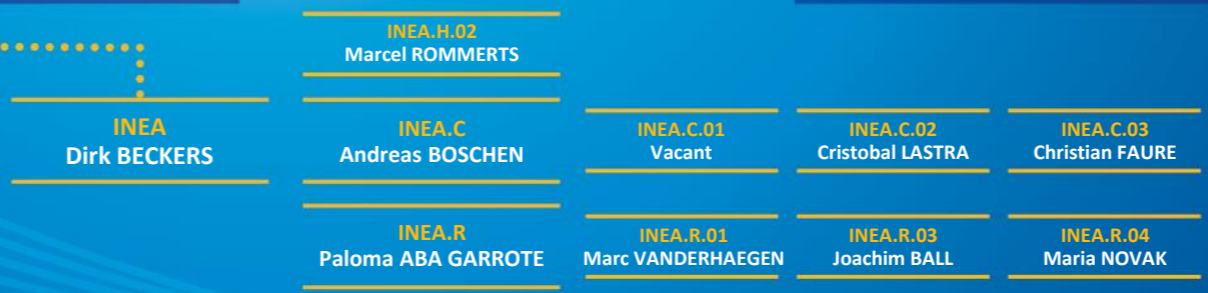 INEA.H.02
Marcel ROMMERTS
INEA
Dirk BECKERS
INEA.C
Andreas BOSCHEN
INEA.C.01
Vacant
INEA.C.02
Cristobal LASTRA
INEA.C.03
Christian FAURE
INEA.R
Paloma ABA GARROTE
INEA.R.01
Marc VANDERHAEGEN
INEA.R.03
Joachim BALL
INEA.R.04
Maria NOVAK